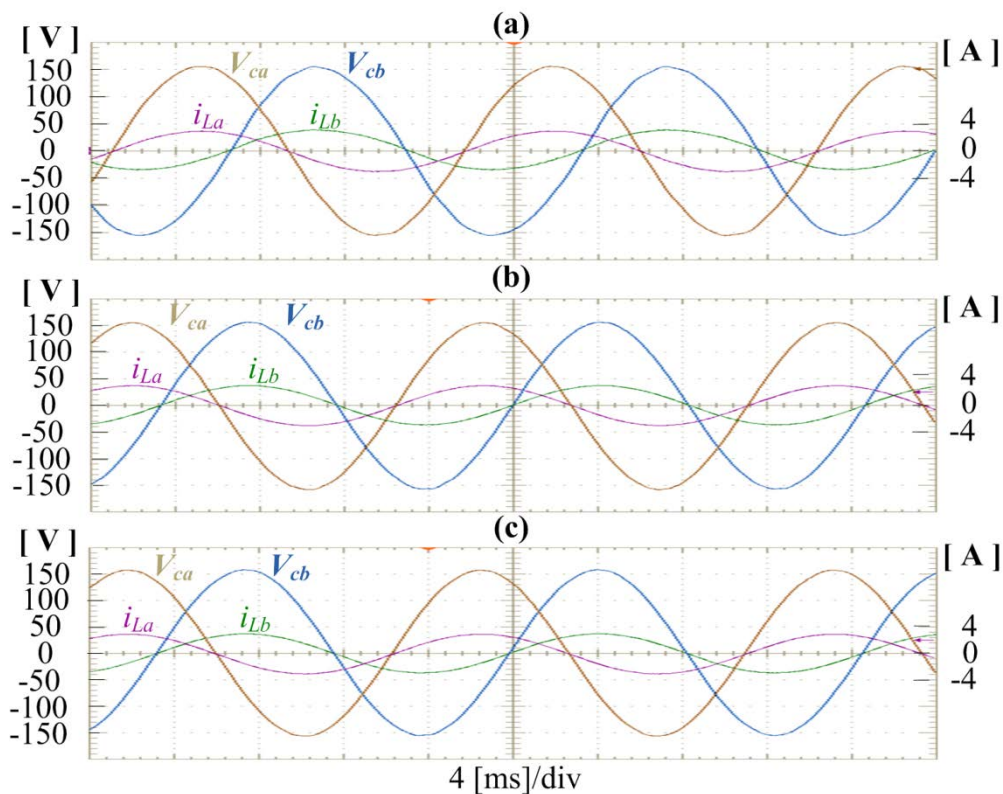 (a)
[ V ]
[ A ]
V_ca
V_cb
150
100
50
0
-50
-100
-150
i_La
i_Lb
4
0
-4
(b)
[ V ]
[ A ]
V_ca
V_cb
150
100
50
0
-50
-100
-150
i_La
i_Lb
4
0
-4
(c)
[ V ]
[ A ]
V_ca
V_cb
150
100
50
0
-50
-100
-150
i_La
i_Lb
4
0
-4
4 [ms]/div